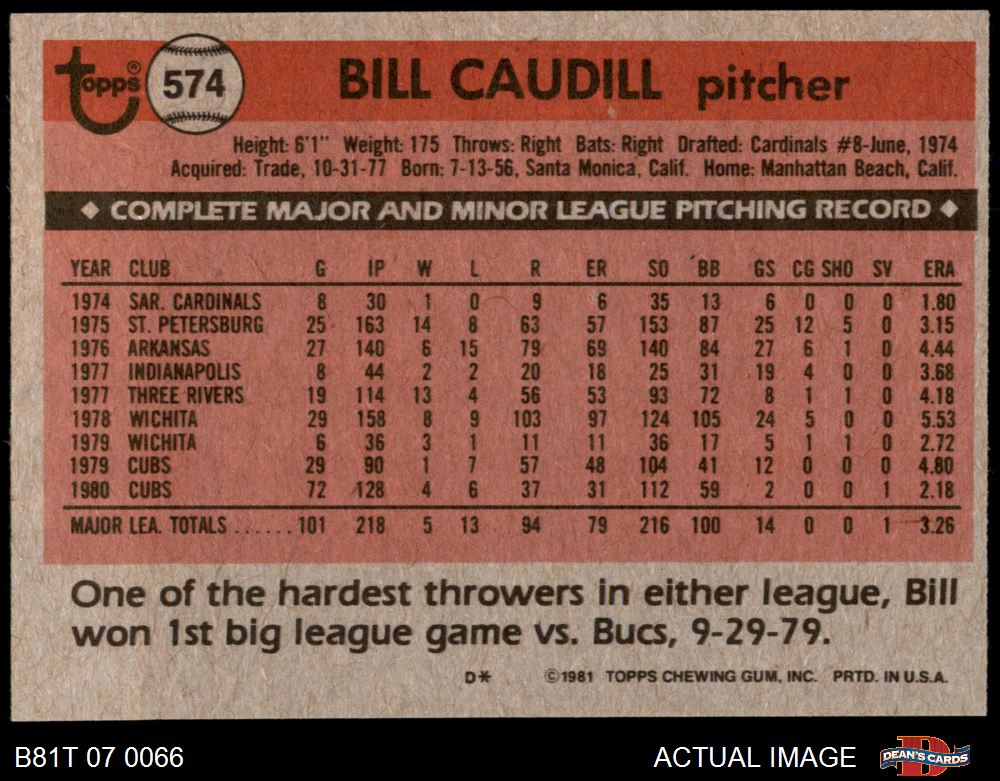 Topps® 574 BILL CAUDILL pitcher
Height: 6'1" Weight: 175 Throws: Right Bats: Right Drafted: Cardinals #8-June, 1974
Acquired: Trade, 10-31-77 Born: 7-13-56, Santa Monica, Calif. Home: Manhattan Beach, Calif.
◆ COMPLETE MAJOR AND MINOR LEAGUE PITCHING RECORD ◆
YEAR CLUB G IP W L R ER SO BB GS CG SHO SV ERA
1974 SAR. CARDINALS 8 30 1 0 9 6 35 13 6 0 0 0 1.80
1975 ST. PETERSBURG 25 163 14 8 63 57 153 87 25 12 5 0 3.15
1976 ARKANSAS 27 140 6 15 79 69 140 84 27 6 1 0 4.44
1977 INDIANAPOLIS 8 44 2 2 20 18 25 31 19 4 0 0 3.68
1977 THREE RIVERS 19 114 13 4 56 53 93 72 8 1 1 0 4.18
1978 WICHITA 29 158 8 9 103 97 124 105 24 5 0 0 5.53
1979 WICHITA 6 36 3 1 11 11 36 17 5 1 1 0 2.72
1979 CUBS 29 90 1 7 57 48 104 41 12 0 0 0 4.80
1980 CUBS 72 128 4 6 37 31 112 59 2 0 0 1 2.18
MAJOR LEA. TOTALS ...... 101 218 5 13 94 79 216 100 14 0 0 1 3.26
One of the hardest throwers in either league, Bill
won 1st big league game vs. Bucs, 9-29-79.
D* ©1981 TOPPS CHEWING GUM, INC. PRTD. IN U.S.A.
B81T 07 0066 ACTUAL IMAGE DEAN'S CARDS